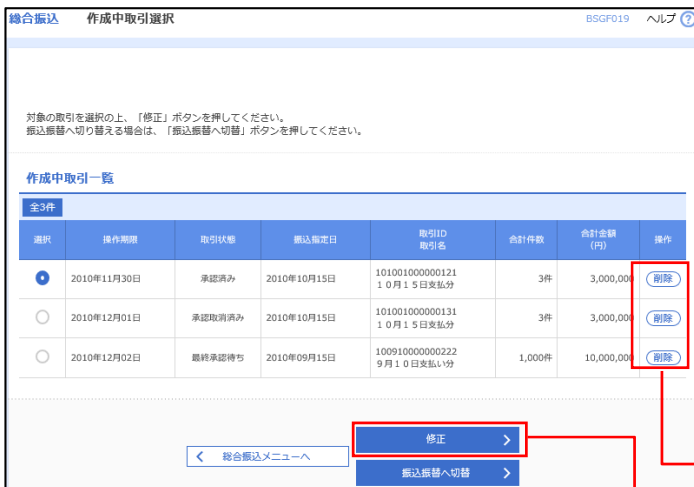 総合振込 作成中取引選択 BSGF019 ヘルプ ?
対象の取引を選択の上、「修正」ボタンを押してください。
振込振替へ切り替える場合は、「振込振替へ切替」ボタンを押してください。
作成中取引一覧
全3件
選択 操作期限 取引状態 振込指定日 取引ID 合計件数 合計金額 操作
取引名 (円)
2010年11月30日 承認済み 2010年10月15日 101001000000121 3件 3,000,000 削除
10月15日支払分
2010年12月01日 承認取消済み 2010年10月15日 101001000000131 3件 3,000,000 削除
10月15日支払分
2010年12月02日 最終承認待ち 2010年09月15日 100910000000222 1,000件 10,000,000 削除
9月10日支払い分
修正
総合振込メニューへ
振込振替へ切替